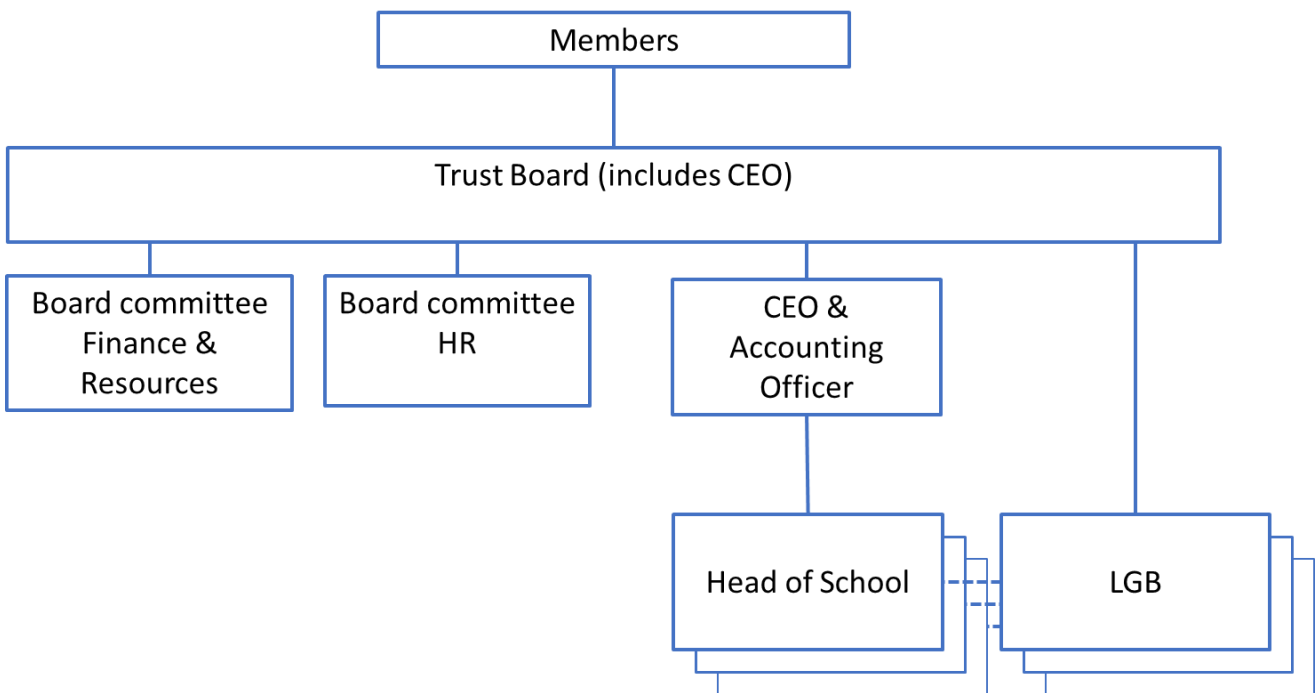 Members
Trust Board (includes CEO)
Board committee
Finance &
Resources
Board committee
HR
CEO &
Accounting
Officer
Head of School
LGB